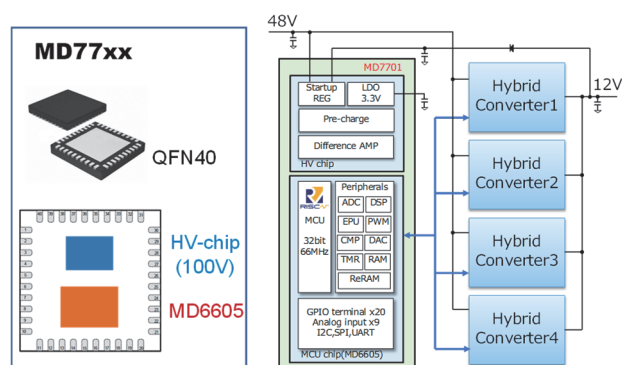 MD77xx
QFN40
HV-chip
(100V)
MD6605
48V
MD7701
Startup
REG
LDO
3.3V
Pre-charge
Difference AMP
HV chip
RISC-V
MCU
32bit
66MHz
Peripherals
ADC DSP
EPU PWM
CMP DAC
TMR RAM
ReRAM
GPIO terminal x20
Analog input x9
I2C,SPI,UART
MCU chip(MD6605)
Hybrid
Converter1
Hybrid
Converter2
Hybrid
Converter3
Hybrid
Converter4
12V